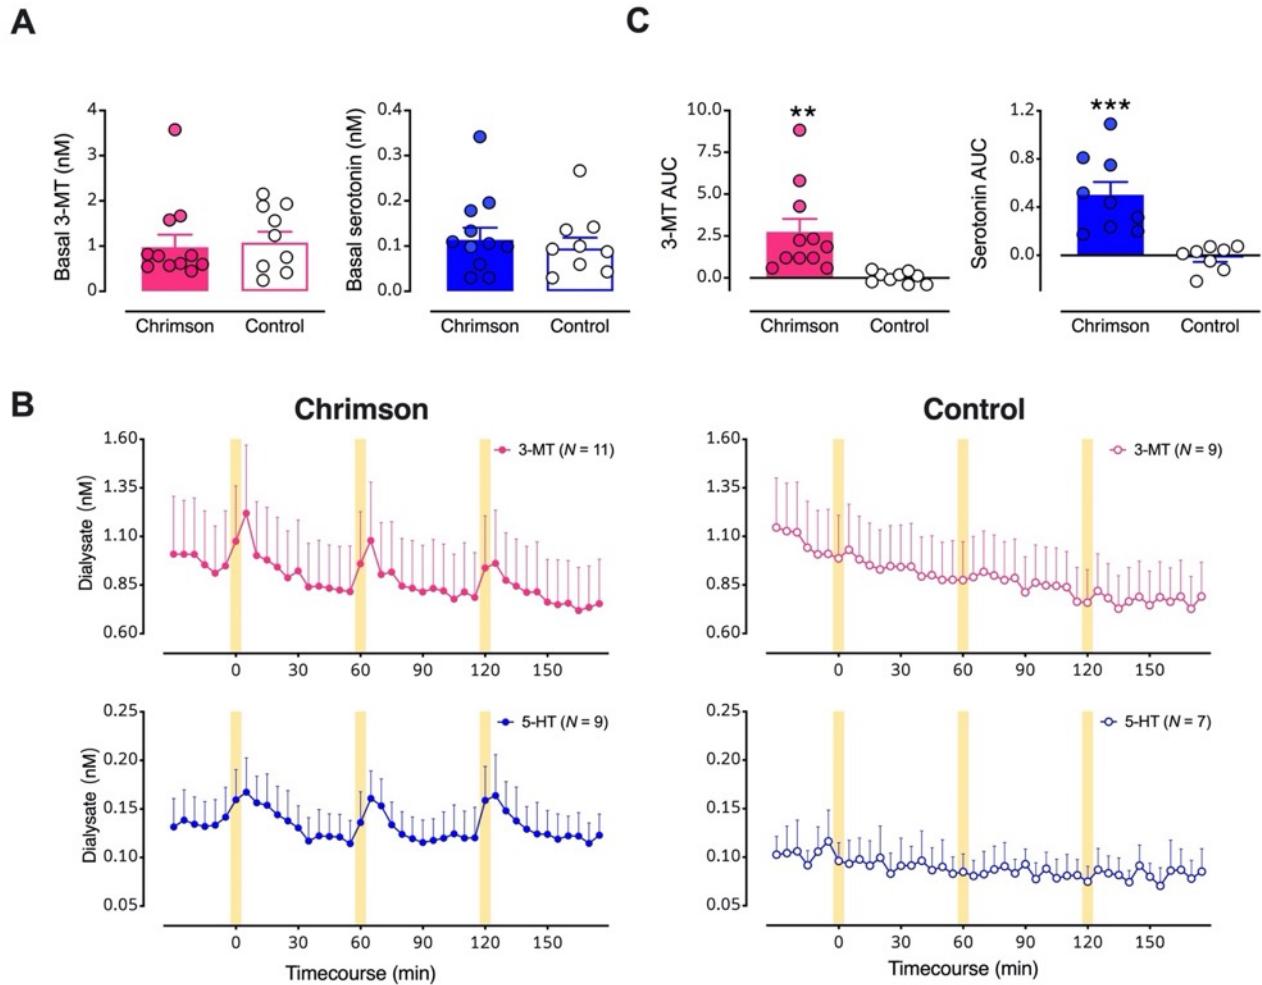 A
C
Basal 3-MT (nM)
4
3
2
1
0
Chrimson
Control
Basal serotonin (nM)
0.4
0.3
0.2
0.1
0.0
Chrimson
Control
3-MT AUC
10.0
7.5
5.0
2.5
0.0
**
Chrimson
Control
Serotonin AUC
1.2
0.8
0.4
0.0
***
Chrimson
Control
B
Chrimson
Control
Dialysate (nM)
1.60
1.35
1.10
0.85
0.60
3-MT (N = 11)
0 30 60 90 120 150
Dialysate (nM)
1.60
1.35
1.10
0.85
0.60
3-MT (N = 9)
0 30 60 90 120 150
Dialysate (nM)
0.25
0.20
0.15
0.10
0.05
5-HT (N = 9)
0 30 60 90 120 150
Timecourse (min)
Dialysate (nM)
0.25
0.20
0.15
0.10
0.05
5-HT (N = 7)
0 30 60 90 120 150
Timecourse (min)